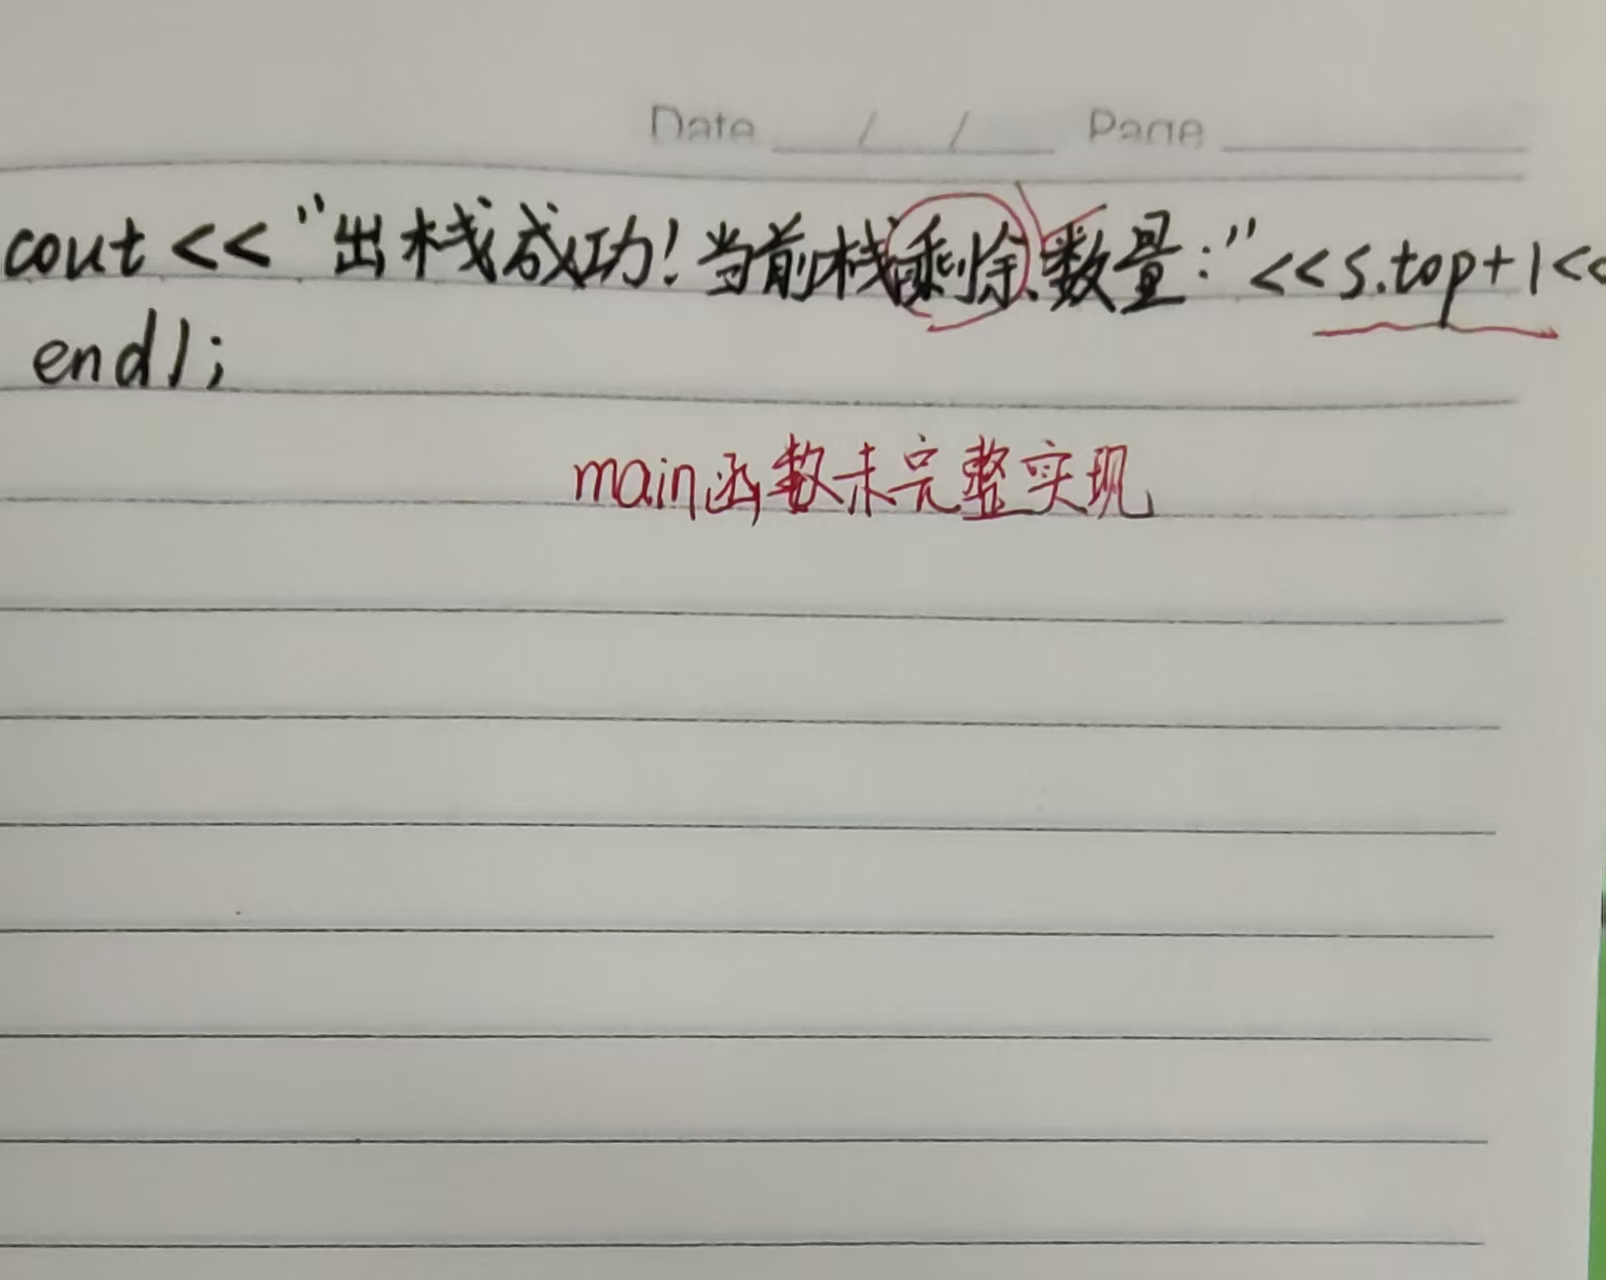 Date / / Page
cout << "出栈成功!当前栈剩除数量:"<<s.top+1<<
endl;
main函数未完整实现